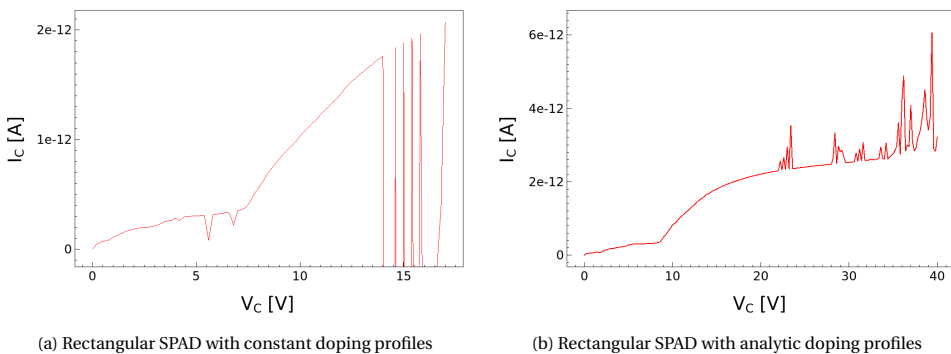 2e-12
1e-12
0
I_C [A]
0 5 10 15
V_C [V]
(a) Rectangular SPAD with constant doping profiles
6e-12
4e-12
2e-12
0
I_C [A]
0 10 20 30 40
V_C [V]
(b) Rectangular SPAD with analytic doping profiles